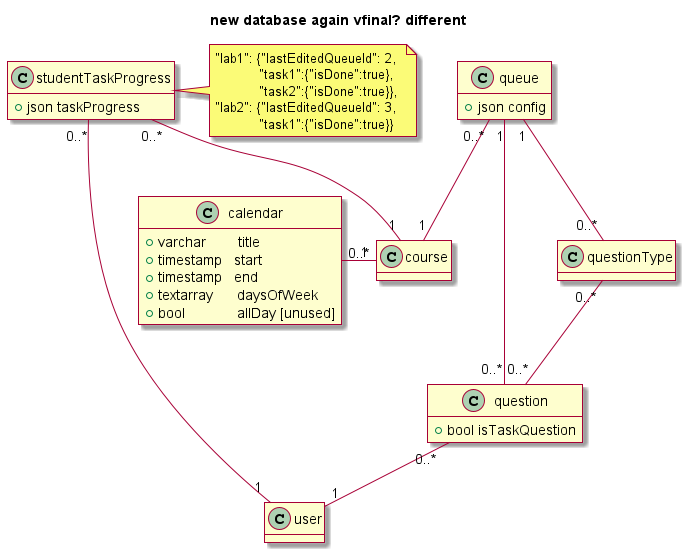 new database again vfinal? different
C studentTaskProgress
json taskProgress
"lab1": {"lastEditedQueueId": 2,
"task1":{"isDone":true},
"task2":{"isDone":true}},
"lab2": {"lastEditedQueueId": 3,
"task1":{"isDone":true}}
C queue
json config
0..*
0..*
0..*
1
1
C calendar
varchar title
timestamp start
timestamp end
textarray daysOfWeek
bool allDay [unused]
1
1
0..*
0..*
1
C course
C questionType
0..*
0..*
0..*
C question
bool isTaskQuestion
0..*
1
1
C user